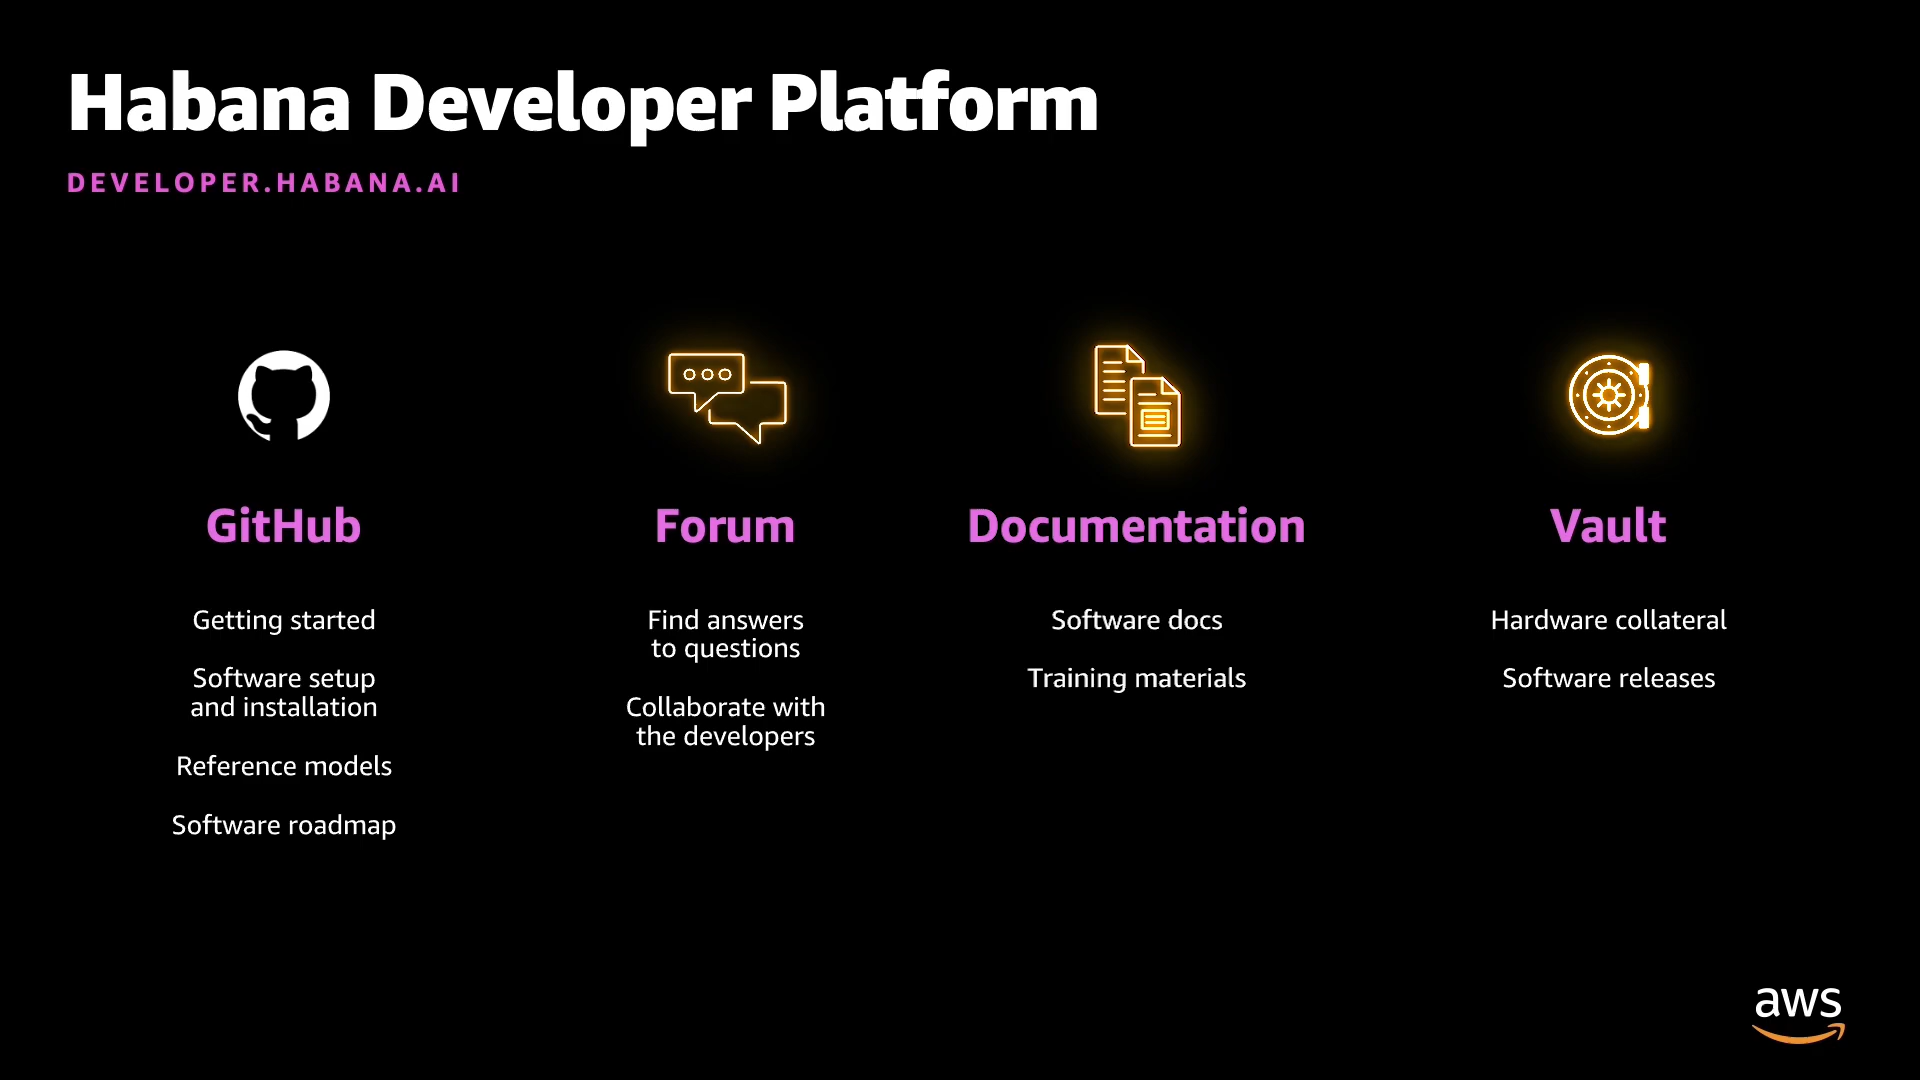 Habana Developer Platform
DEVELOPER.HABANA.AI
GitHub
Getting started
Software setup
and installation
Reference models
Software roadmap
Forum
Find answers
to questions
Collaborate with
the developers
Documentation
Software docs
Training materials
Vault
Hardware collateral
Software releases
aws